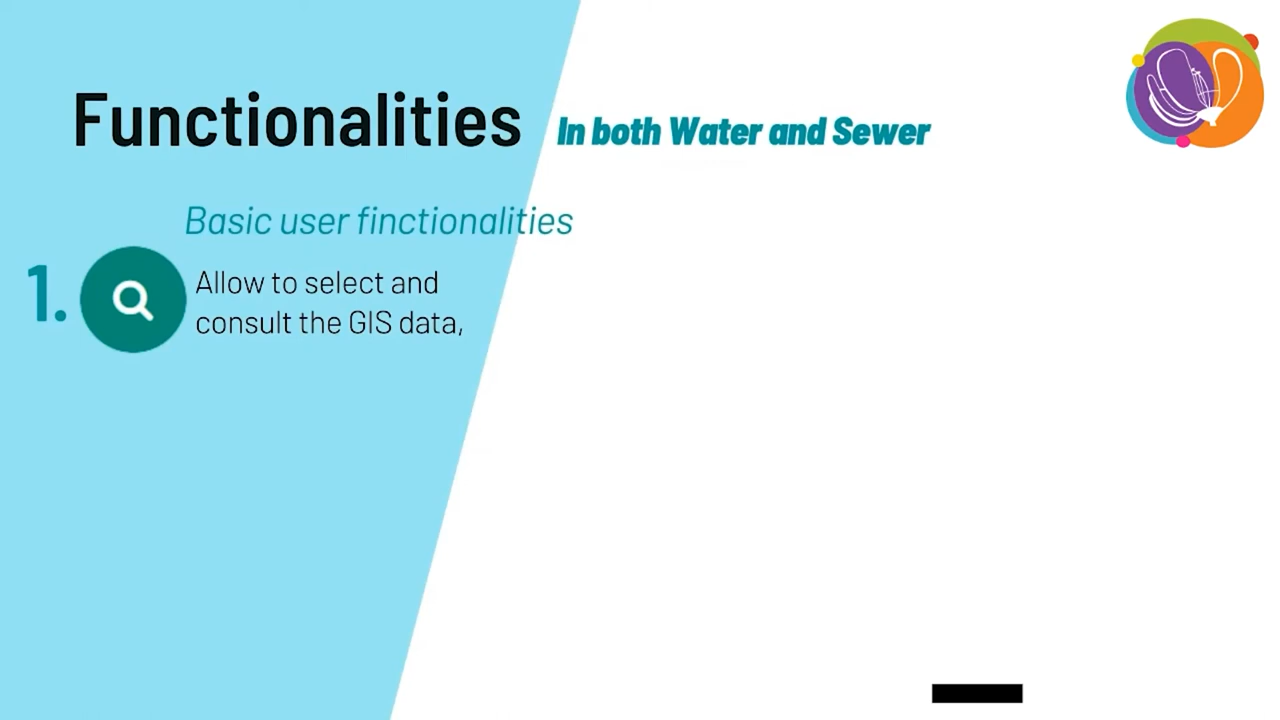 Functionalities
In both Water and Sewer
Basic user finctionalities
1.
Allow to select and
consult the GIS data,